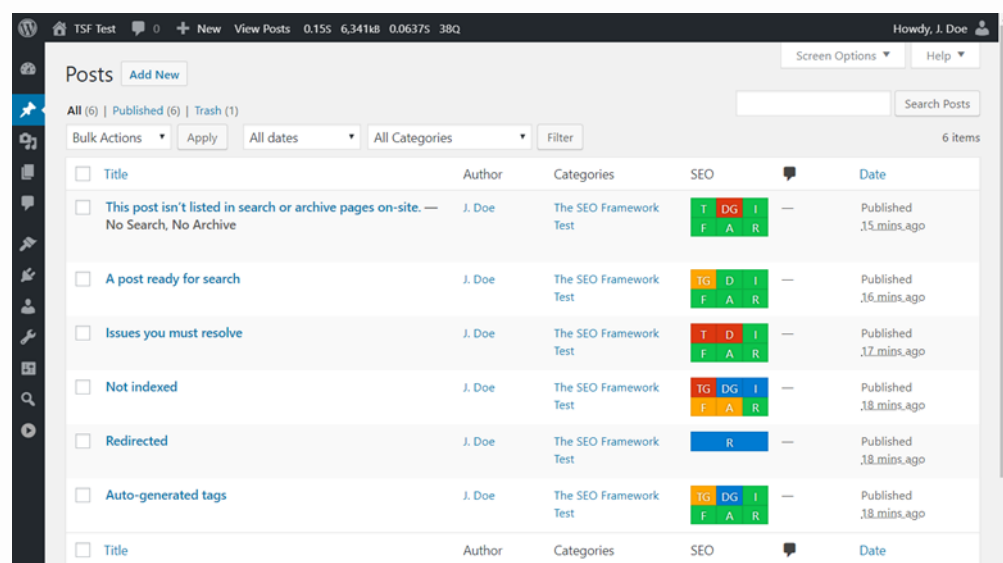 TSF Test 0 New View Posts 0.15S 6,341kB 0.0637S 38Q Howdy, J. Doe
Screen Options Help
Posts Add New
All (6) | Published (6) | Trash (1) Search Posts
Bulk Actions Apply All dates All Categories Filter 6 items
Title Author Categories SEO Date
This post isn't listed in search or archive pages on-site. — J. Doe The SEO Framework T DG I — Published
No Search, No Archive Test F A R 15 mins ago
A post ready for search J. Doe The SEO Framework TG D I — Published
Test F A R 16 mins ago
Issues you must resolve J. Doe The SEO Framework T D I — Published
Test F A R 17 mins ago
Not indexed J. Doe The SEO Framework TG DG I — Published
Test F A R 18 mins ago
Redirected J. Doe The SEO Framework R — Published
Test 18 mins ago
Auto-generated tags J. Doe The SEO Framework TG DG I — Published
Test F A R 18 mins ago
Title Author Categories SEO Date